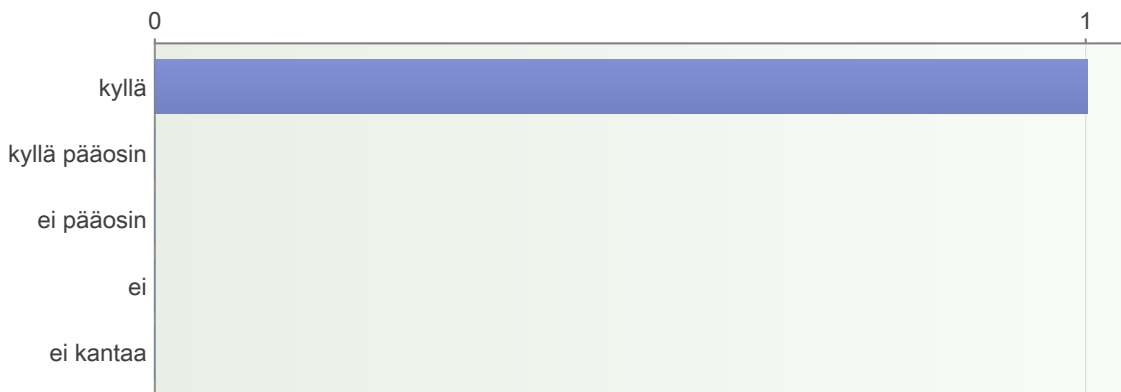 0 1
kyllä
kyllä pääosin
ei pääosin
ei
ei kantaa